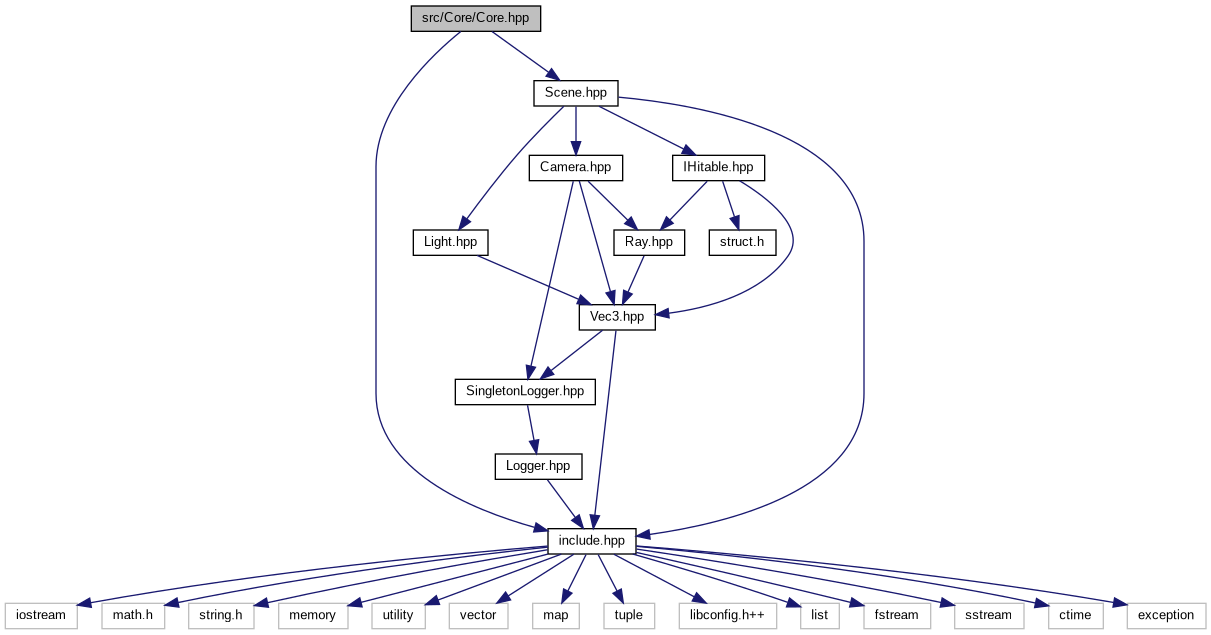 src/Core/Core.hpp
Scene.hpp
Camera.hpp
IHitable.hpp
Light.hpp
Ray.hpp
struct.h
Vec3.hpp
SingletonLogger.hpp
Logger.hpp
include.hpp
iostream
math.h
string.h
memory
utility
vector
map
tuple
libconfig.h++
list
fstream
sstream
ctime
exception